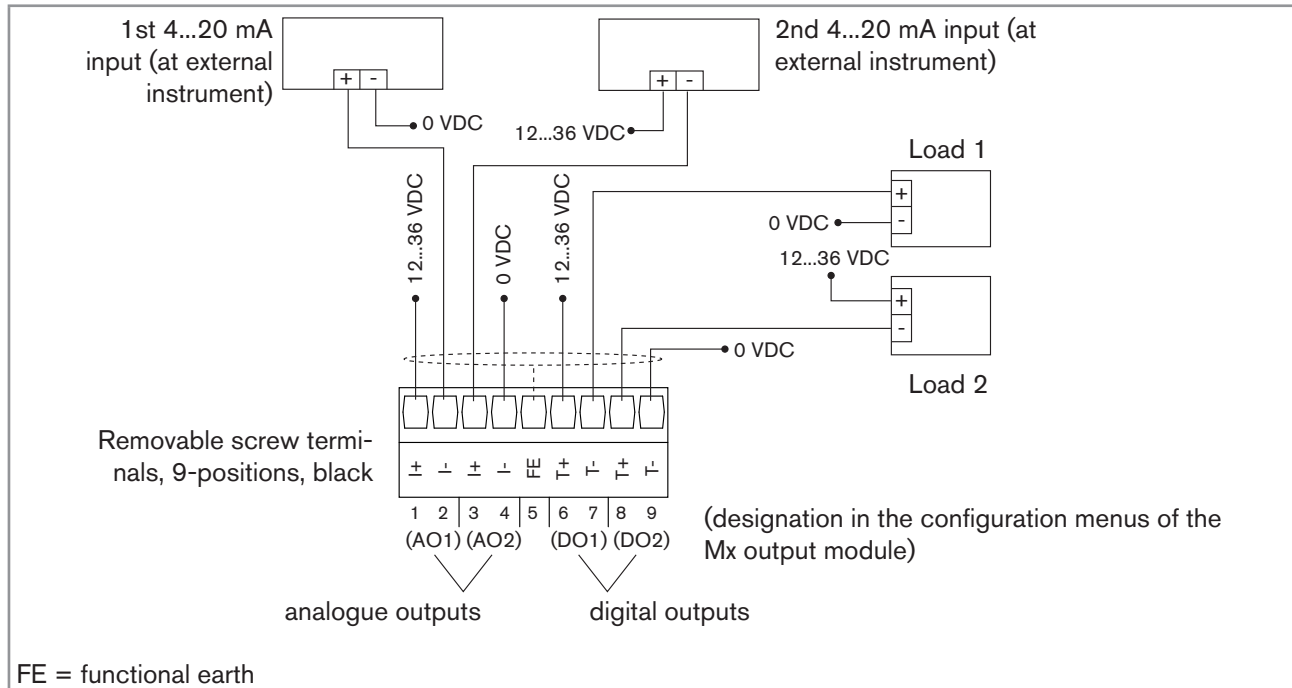 1st 4...20 mA
input (at external
instrument)
+ -
0 VDC
2nd 4...20 mA input (at
external instrument)
+ -
12...36 VDC
Load 1
+
-
0 VDC
12...36 VDC
+
-
Load 2
12...36 VDC
0 VDC
12...36 VDC
0 VDC
Removable screw termi-
nals, 9-positions, black
I+ I- I+ I- FE T+ T- T+ T-
1 2 3 4 5 6 7 8 9
(AO1) (AO2) (DO1) (DO2)
(designation in the configuration menus of the
Mx output module)
analogue outputs
digital outputs
FE = functional earth